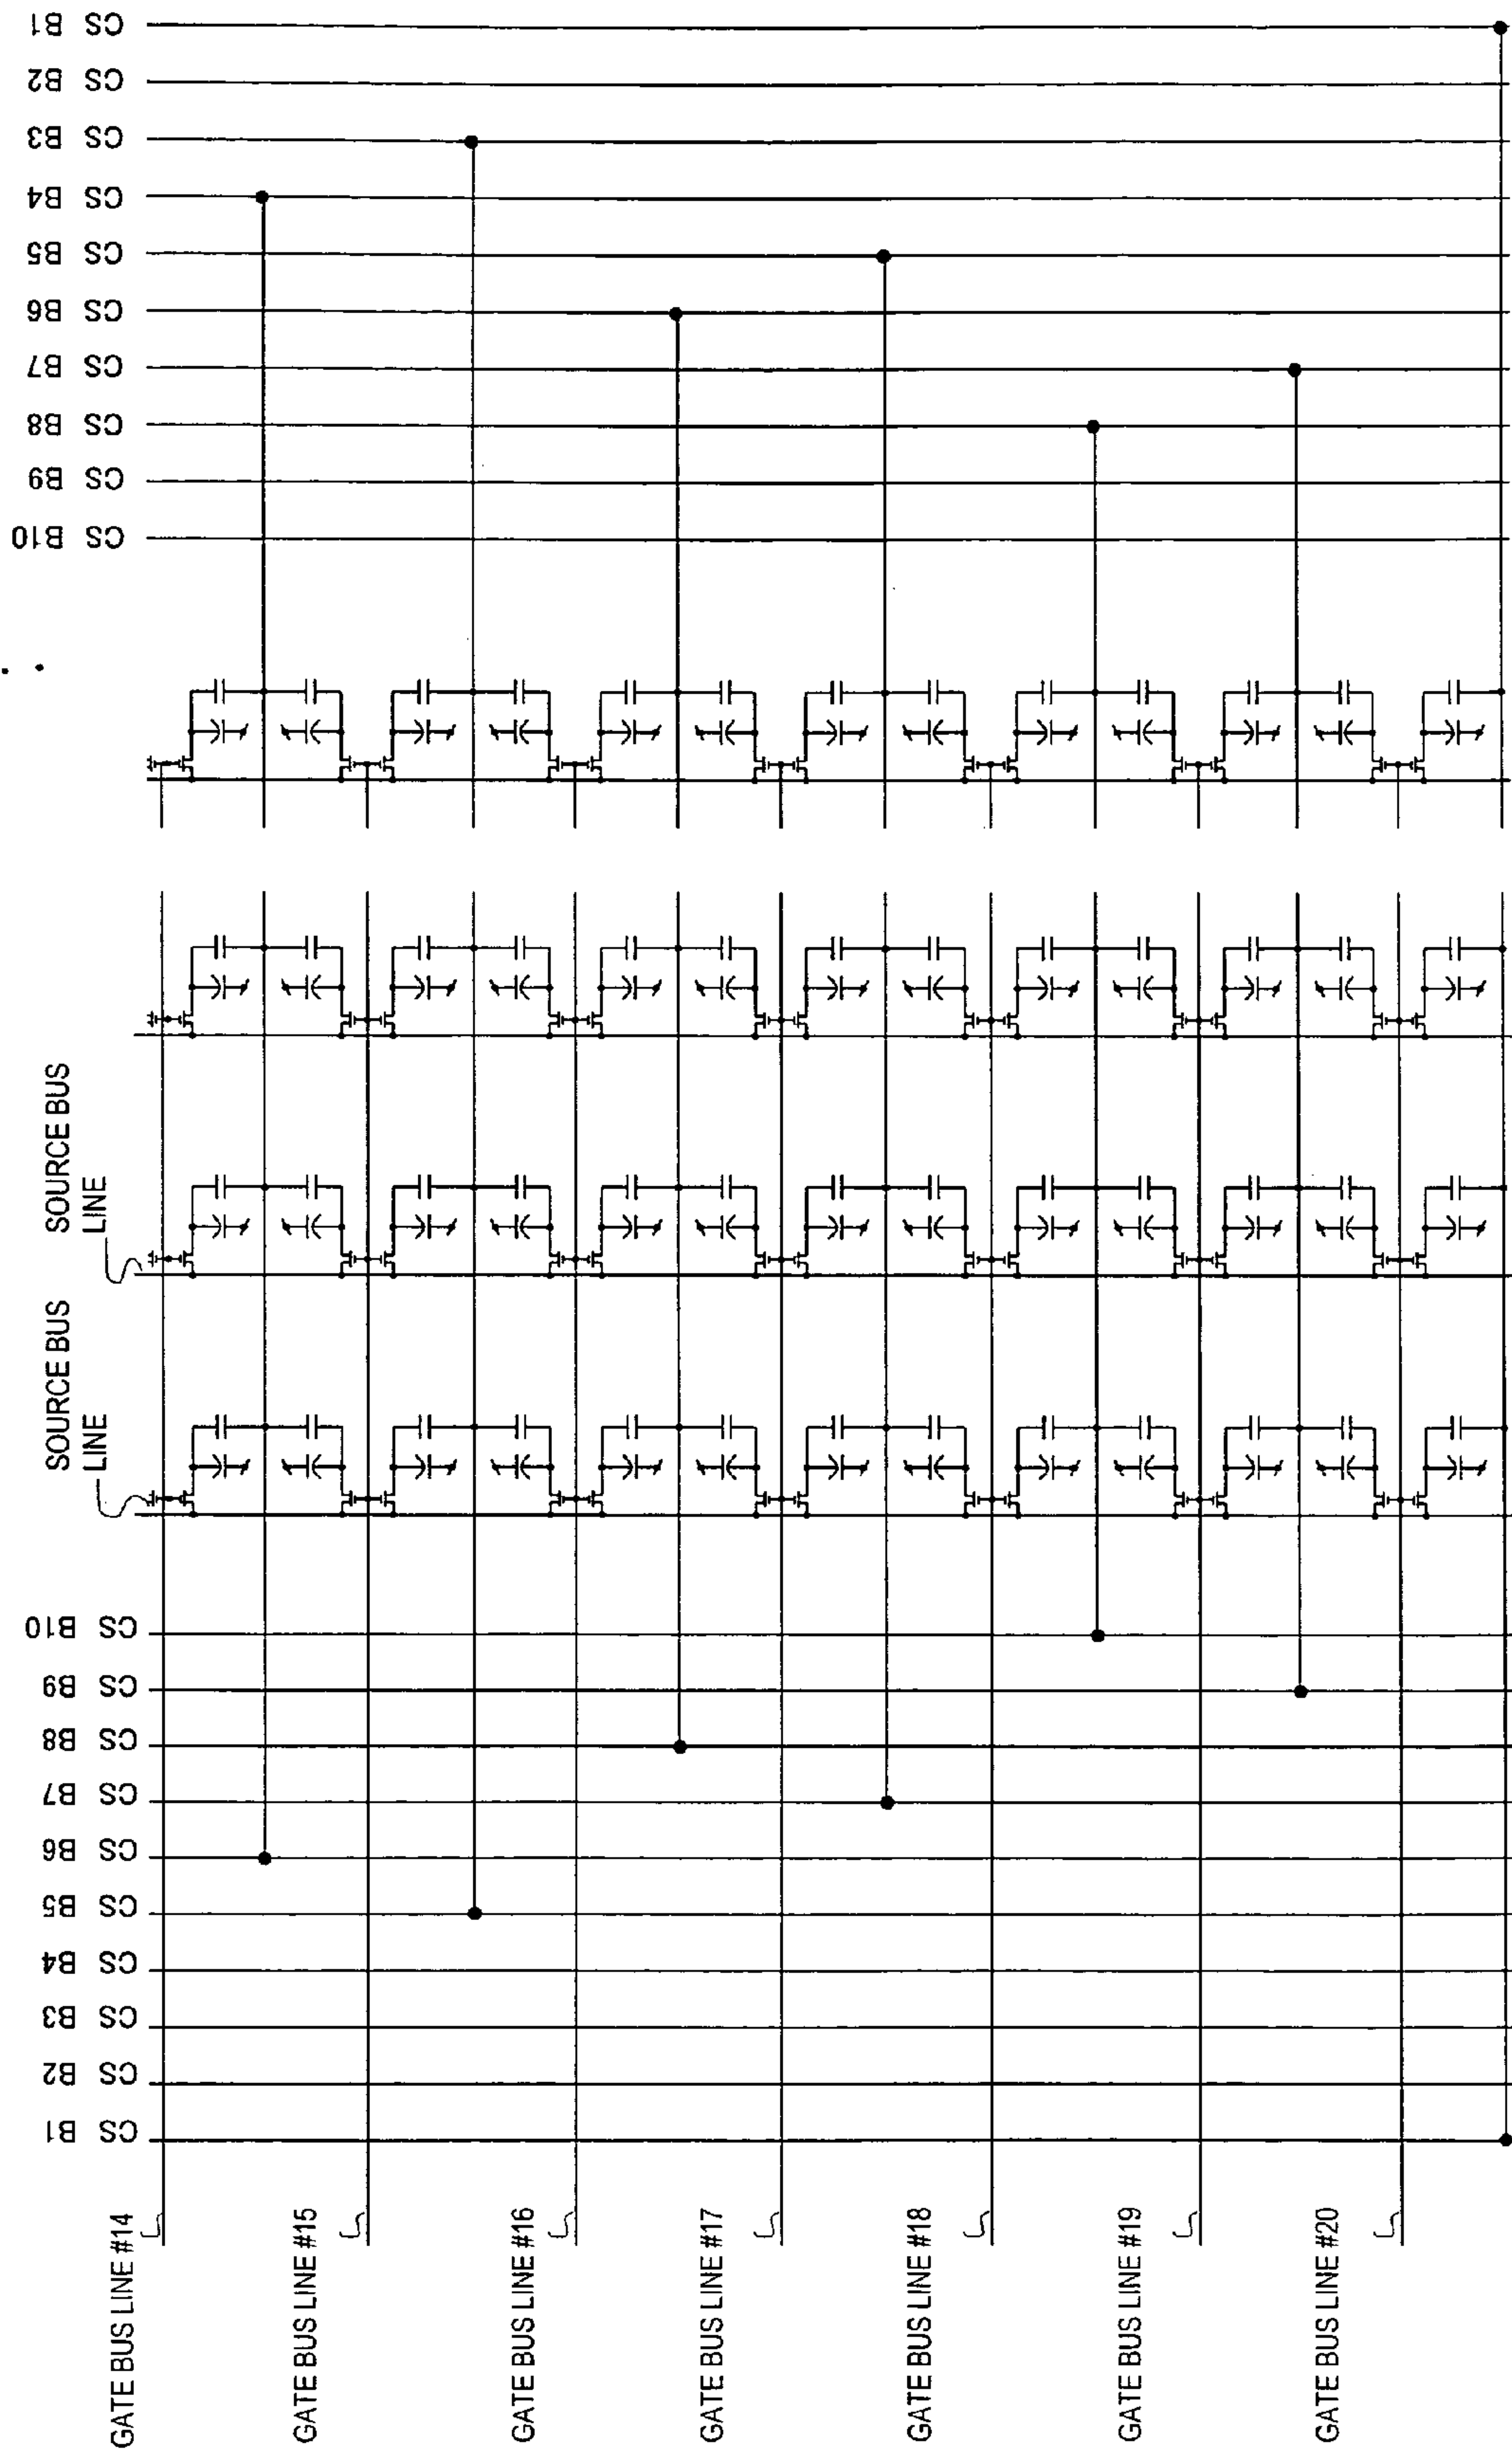 CS B1
CS B2
CS B3
CS B4
CS B5
CS B6
CS B7
CS B8
CS B9
CS B10
SOURCE BUS
LINE
SOURCE BUS
LINE
CS B10
CS B9
CS B8
CS B7
CS B6
CS B5
CS B4
CS B3
CS B2
CS B1
GATE BUS LINE #14
GATE BUS LINE #15
GATE BUS LINE #16
GATE BUS LINE #17
GATE BUS LINE #18
GATE BUS LINE #19
GATE BUS LINE #20